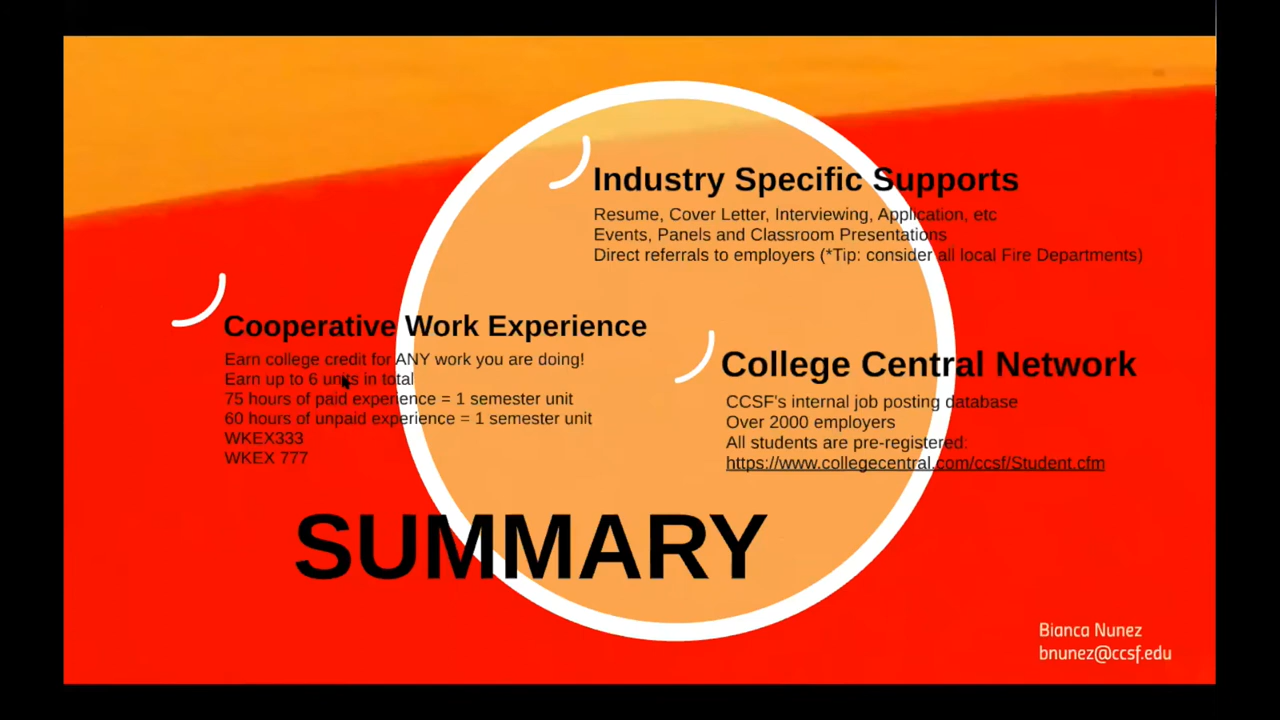 Industry Specific Supports
Resume, Cover Letter, Interviewing, Application, etc
Events, Panels and Classroom Presentations
Direct referrals to employers (*Tip: consider all local Fire Departments)
Cooperative Work Experience
Earn college credit for ANY work you are doing!
Earn up to 6 units in total
75 hours of paid experience = 1 semester unit
60 hours of unpaid experience = 1 semester unit
WKEX333
WKEX 777
College Central Network
CCSF's internal job posting database
Over 2000 employers
All students are pre-registered:
https://www.collegecentral.com/ccsf/Student.cfm
SUMMARY
Bianca Nunez
bnunez@ccsf.edu